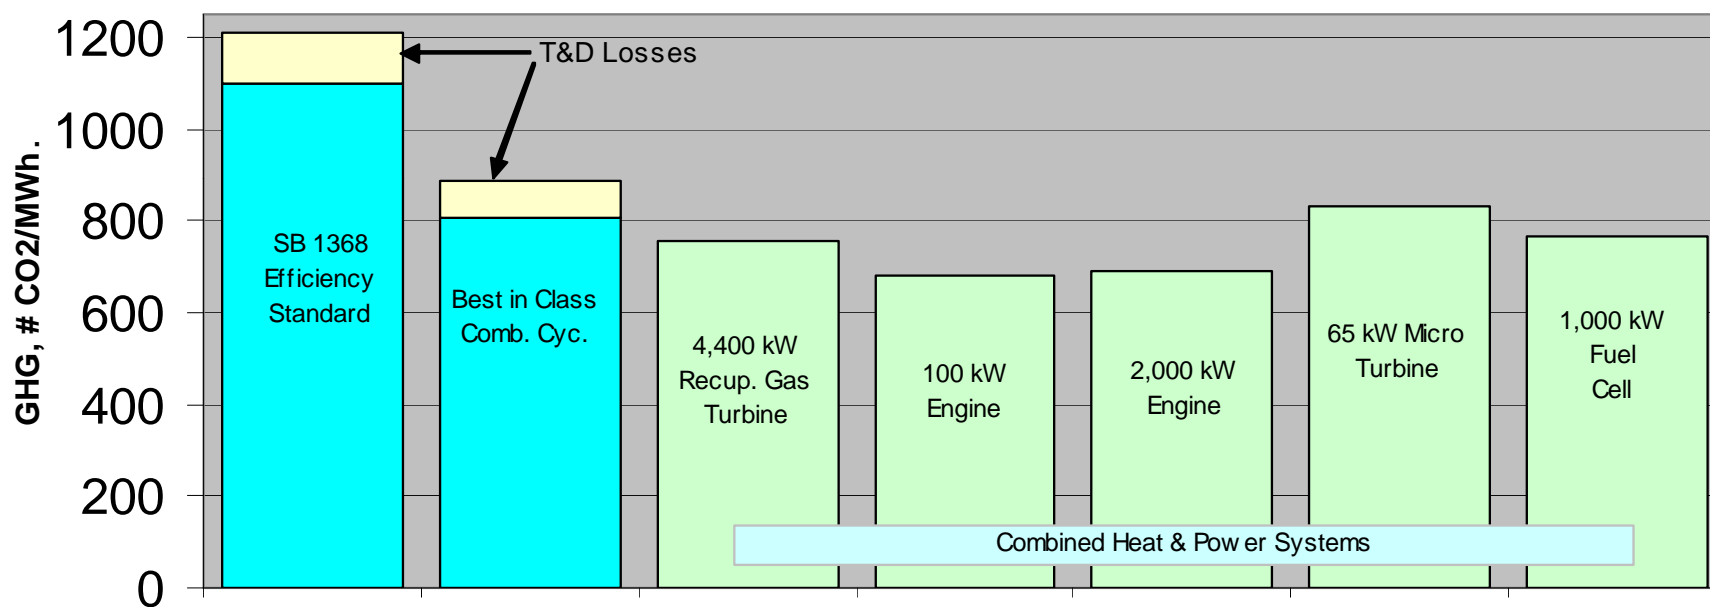 GHG, # CO2/MWh.
1200
1000
800
600
400
200
0
T&D Losses
SB 1368
Efficiency
Standard
Best in Class
Comb. Cyc.
4,400 kW
Recup. Gas
Turbine
100 kW
Engine
2,000 kW
Engine
65 kW Micro
Turbine
1,000 kW
Fuel
Cell
Combined Heat & Power Systems